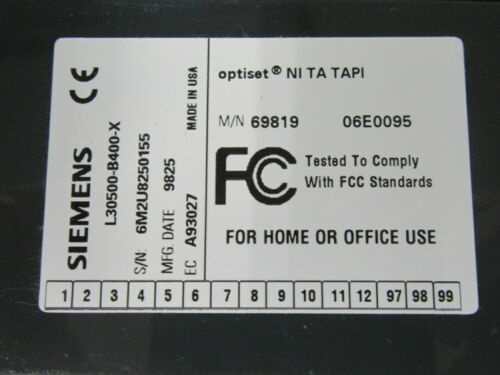 CE
SIEMENS
L30500-B400-X
S/N: 6M2U8250155
MFG. DATE 9825
EC A93027
MADE IN USA
optiset® NI TA TAPI
M/N 69819 06E0095
FCC
Tested To Comply
With FCC Standards
FOR HOME OR OFFICE USE
1 2 3 4 5 6 7 8 9 10 11 12 97 98 99